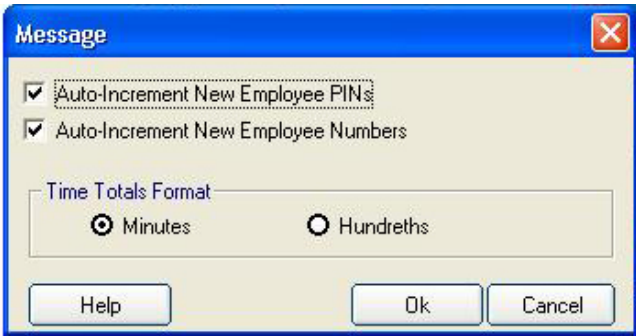 Message
Auto-Increment New Employee PINs
Auto-Increment New Employee Numbers
Time Totals Format
Minutes Hundreths
Help Ok Cancel